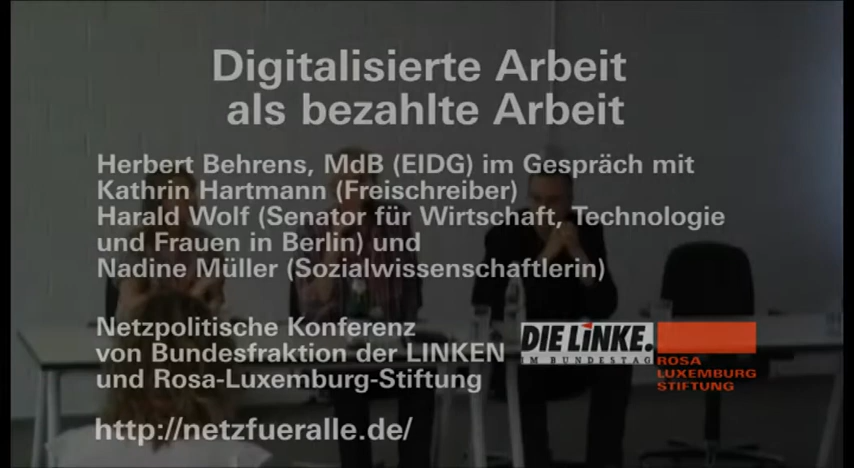 Digitalisierte Arbeit
als bezahlte Arbeit
Herbert Behrens, MdB (EIDG) im Gespräch mit
Kathrin Hartmann (Freischreiber)
Harald Wolf (Senator für Wirtschaft, Technologie
und Frauen in Berlin) und
Nadine Müller (Sozialwissenschaftlerin)
Netzpolitische Konferenz
von Bundesfraktion der LINKEN
und Rosa-Luxemburg-Stiftung
DIE LINKE.
IM BUNDESTAG
ROSA
LUXEMBURG
STIFTUNG
http://netzfueralle.de/